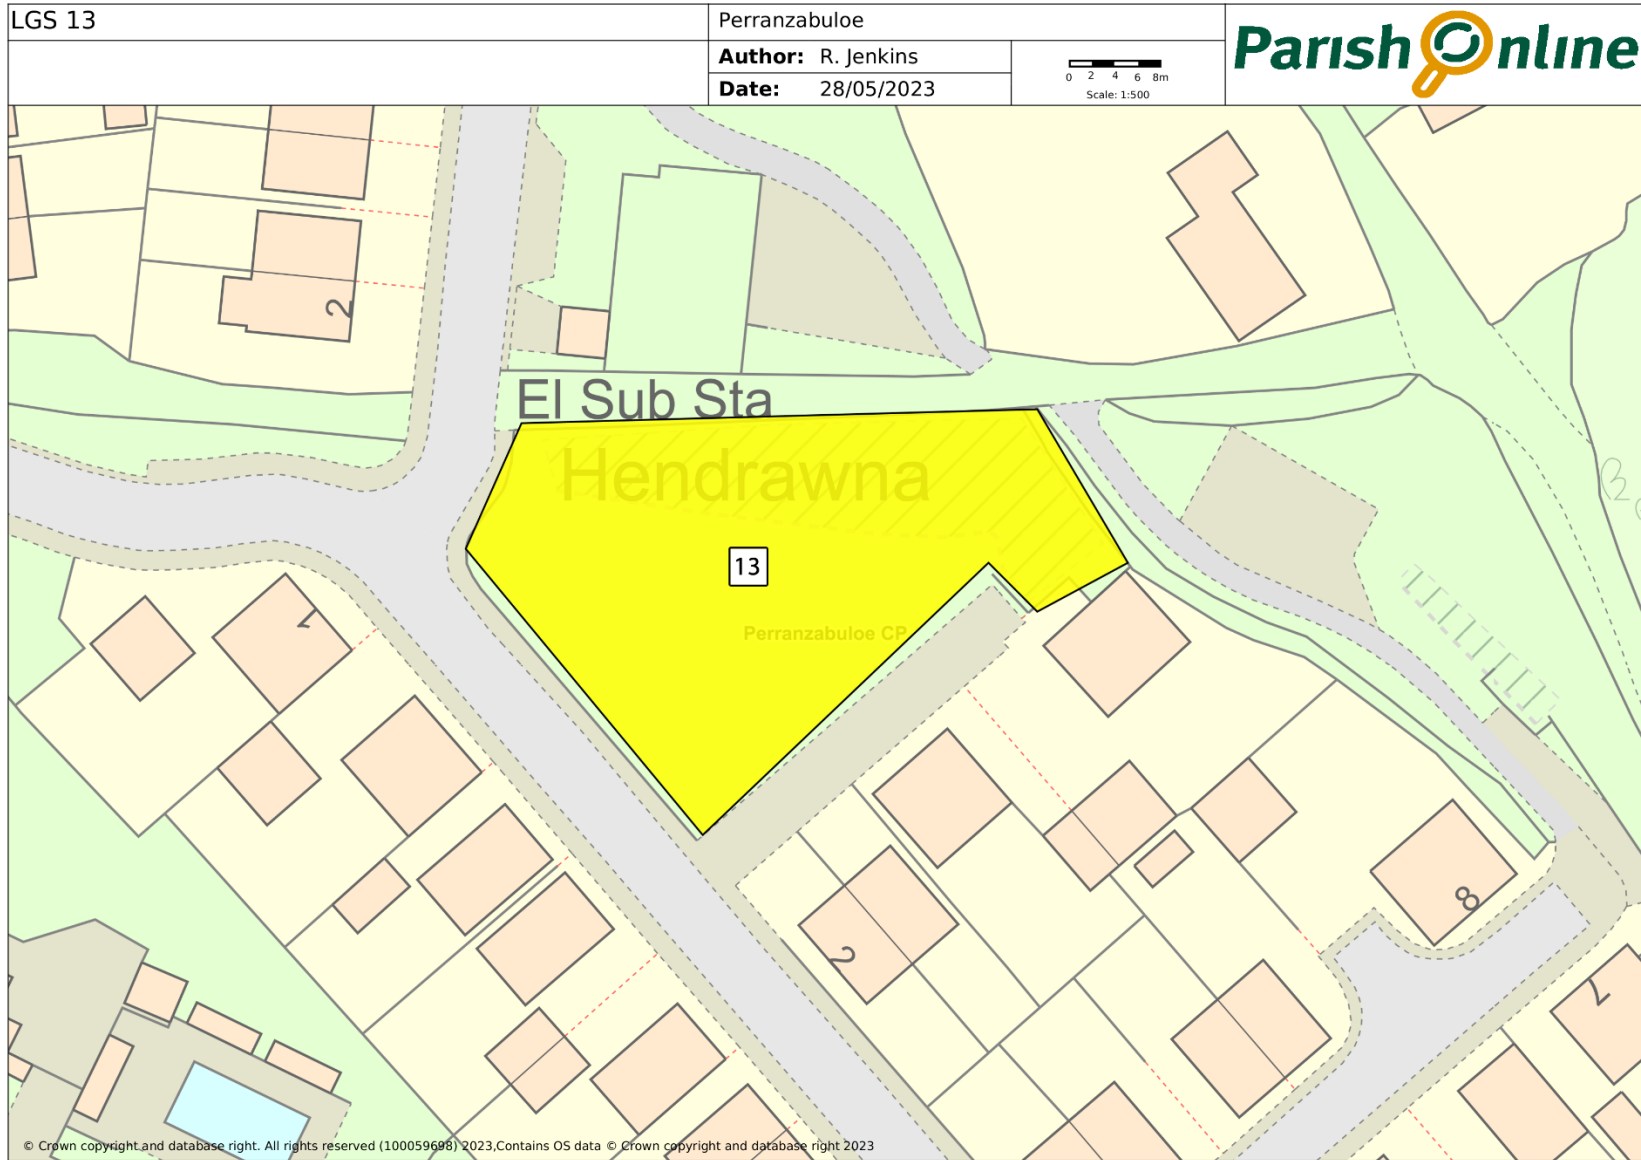 LGS 13
Perranzabuloe
Author: R. Jenkins
Date: 28/05/2023
0 2 4 6 8m
Scale: 1:500
Parish Online
2
El Sub Sta
Hendrawna
13
1
Perranzabuloe CP
8
2
7
© Crown copyright and database right. All rights reserved (100059698) 2023,Contains OS data © Crown copyright and database right 2023